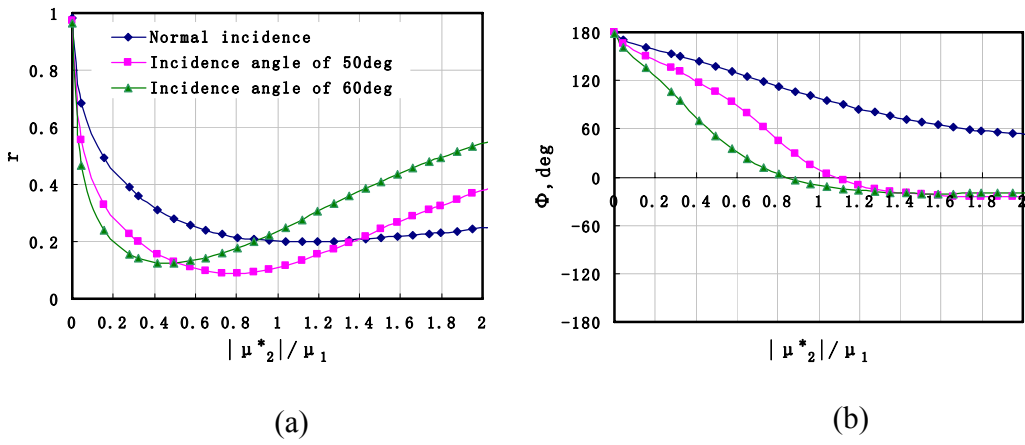 1
0.8
0.6
0.4
0.2
0
r
Normal incidence
Incidence angle of 50deg
Incidence angle of 60deg
0 0.2 0.4 0.6 0.8 1 1.2 1.4 1.6 1.8 2
|μ*2|/μ1
(a)
180
120
60
0
-60
-120
-180
Φ, deg
0 0.2 0.4 0.6 0.8 1 1.2 1.4 1.6 1.8 2
|μ*2|/μ1
(b)